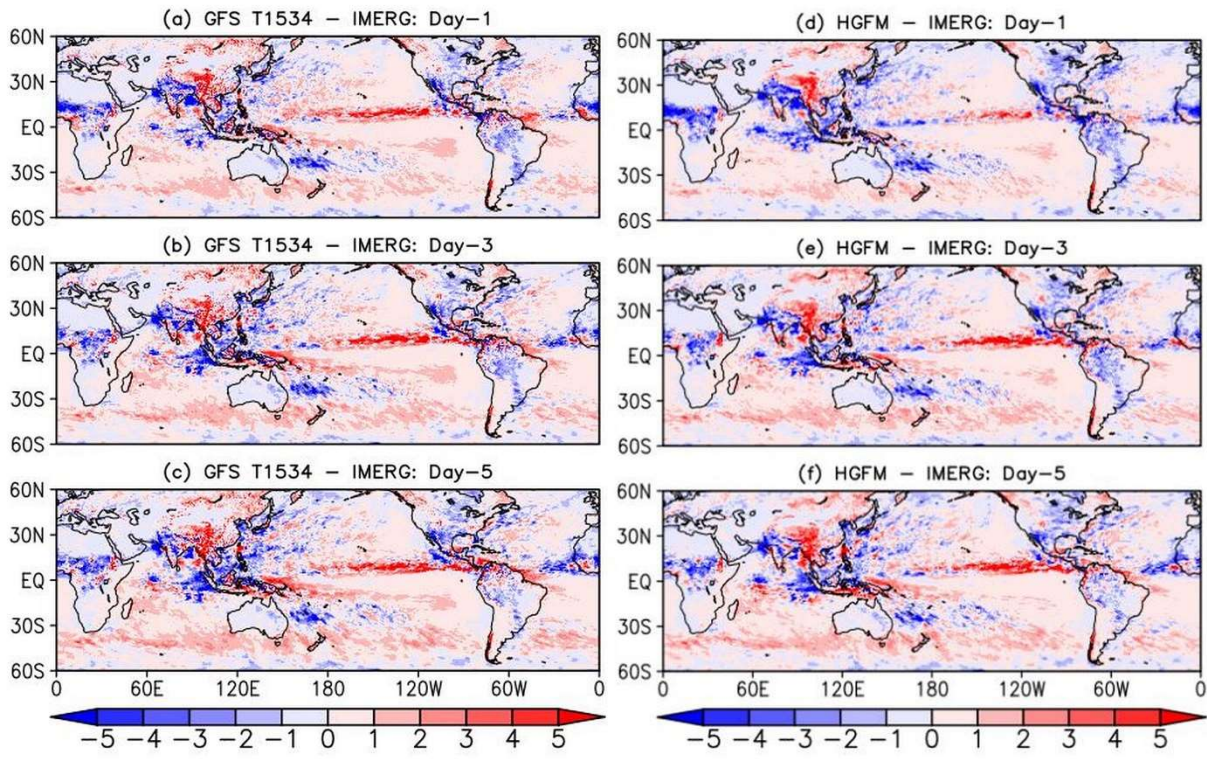 (a) GFS T1534 – IMERG: Day–1
60N
30N
EQ
30S
60S
(b) GFS T1534 – IMERG: Day–3
60N
30N
EQ
30S
60S
(c) GFS T1534 – IMERG: Day–5
60N
30N
EQ
30S
60S
0 60E 120E 180 120W 60W 0
–5 –4 –3 –2 –1 0 1 2 3 4 5
(d) HGFM – IMERG: Day–1
60N
30N
EQ
30S
60S
(e) HGFM – IMERG: Day–3
60N
30N
EQ
30S
60S
(f) HGFM – IMERG: Day–5
60N
30N
EQ
30S
60S
0 60E 120E 180 120W 60W 0
–5 –4 –3 –2 –1 0 1 2 3 4 5